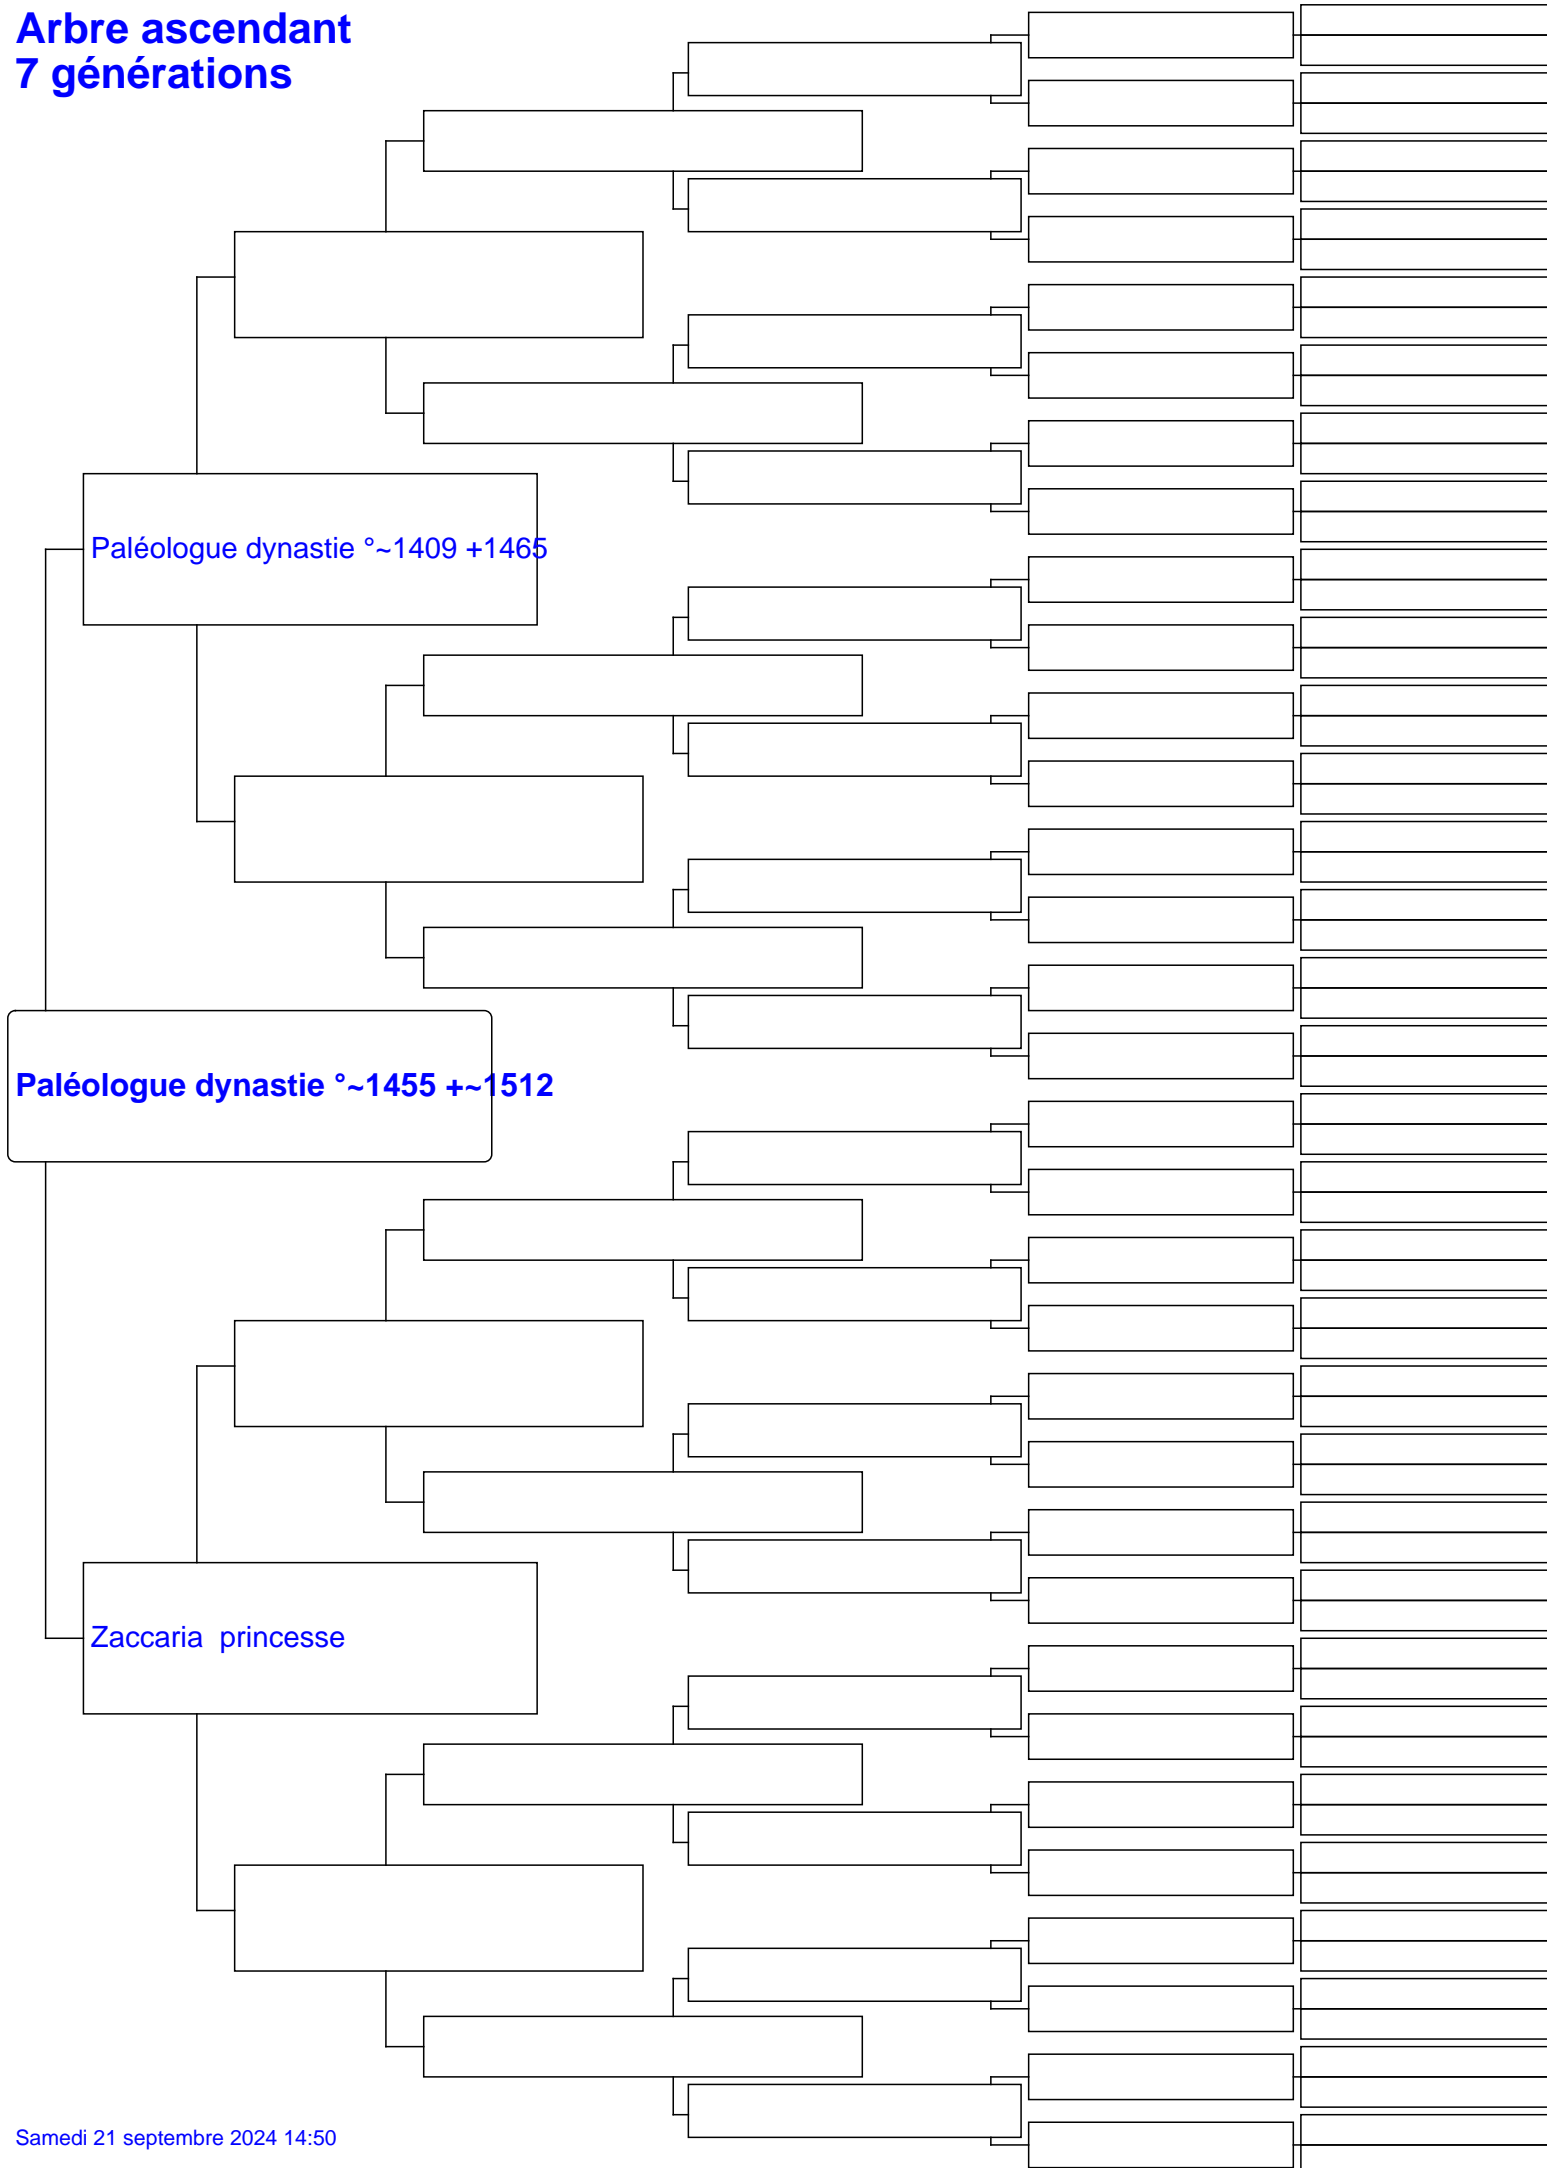 Arbre ascendant
7 générations
Paléologue dynastie °~1409 +1465
Paléologue dynastie °~1455 +~1512
Zaccaria  princesse
Samedi 21 septembre 2024 14:50